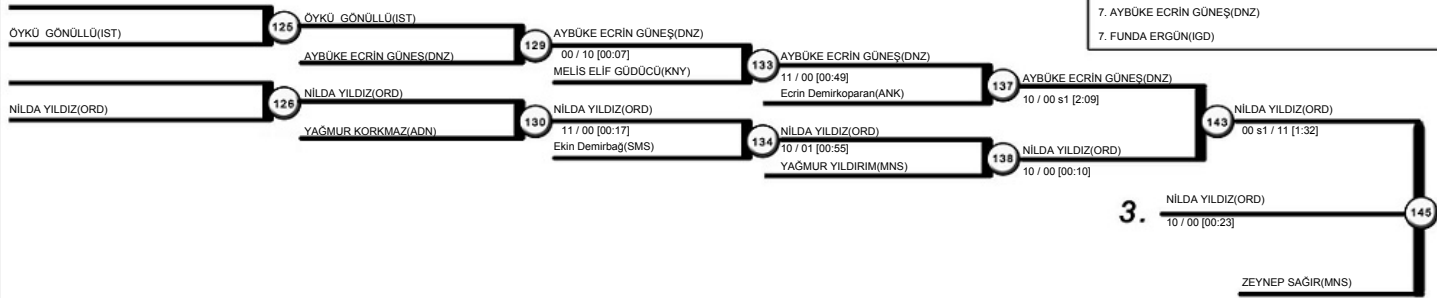 7. AYBÜKE ECRİN GÜNEŞ(DNZ)
7. FUNDA ERGÜN(IGD)
ÖYKÜ GÖNÜLLÜ(IST)
125
ÖYKÜ GÖNÜLLÜ(IST)
AYBÜKE ECRİN GÜNEŞ(DNZ)
129
AYBÜKE ECRİN GÜNEŞ(DNZ)
00 / 10 [00:07]
MELİS ELİF GÜDÜCÜ(KNY)
133
AYBÜKE ECRİN GÜNEŞ(DNZ)
11 / 00 [00:49]
Ecrin Demirkoparan(ANK)
137
AYBÜKE ECRİN GÜNEŞ(DNZ)
10 / 00 s1 [2:09]
NİLDA YILDIZ(ORD)
126
NİLDA YILDIZ(ORD)
YAĞMUR KORKMAZ(ADN)
130
NİLDA YILDIZ(ORD)
11 / 00 [00:17]
Ekin Demirbağ(SMS)
134
NİLDA YILDIZ(ORD)
10 / 01 [00:55]
YAĞMUR YILDIRIM(MNS)
138
NİLDA YILDIZ(ORD)
10 / 00 [00:10]
143
NİLDA YILDIZ(ORD)
00 s1 / 11 [1:32]
3.
NİLDA YILDIZ(ORD)
10 / 00 [00:23]
145
ZEYNEP SAĞIR(MNS)